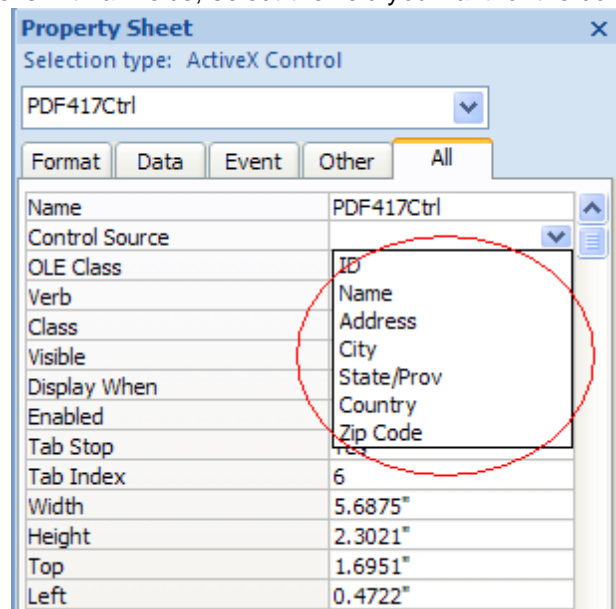 Property Sheet
Selection type: ActiveX Control
PDF417Ctrl
Format Data Event Other All
Name PDF417Ctrl
Control Source
OLE Class ID
Verb Name
Class Address
Visible City
Display When State/Prov
Enabled Country
Tab Stop Zip Code
Tab Index 6
Width 5.6875"
Height 2.3021"
Top 1.6951"
Left 0.4722"